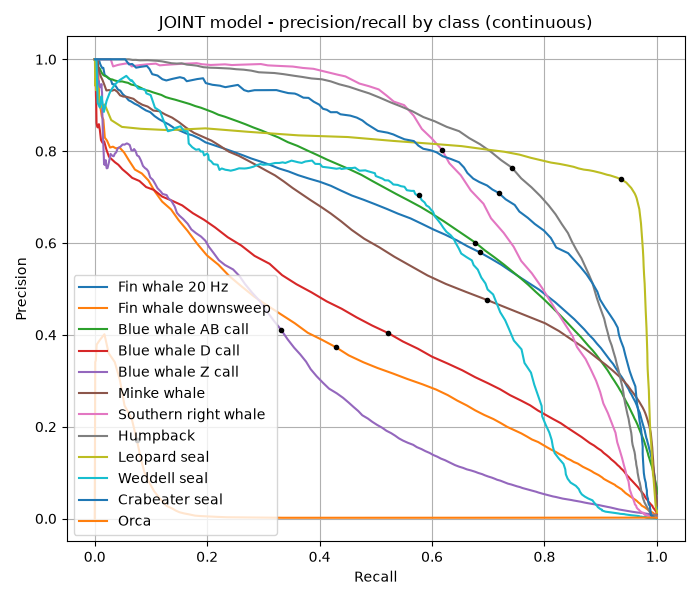 JOINT model - precision/recall by class (continuous)
1.0
0.8
0.6
0.4
0.2
0.0
Precision
Fin whale 20 Hz
Fin whale downsweep
Blue whale AB call
Blue whale D call
Blue whale Z call
Minke whale
Southern right whale
Humpback
Leopard seal
Weddell seal
Crabeater seal
Orca
0.0 0.2 0.4 0.6 0.8 1.0
Recall